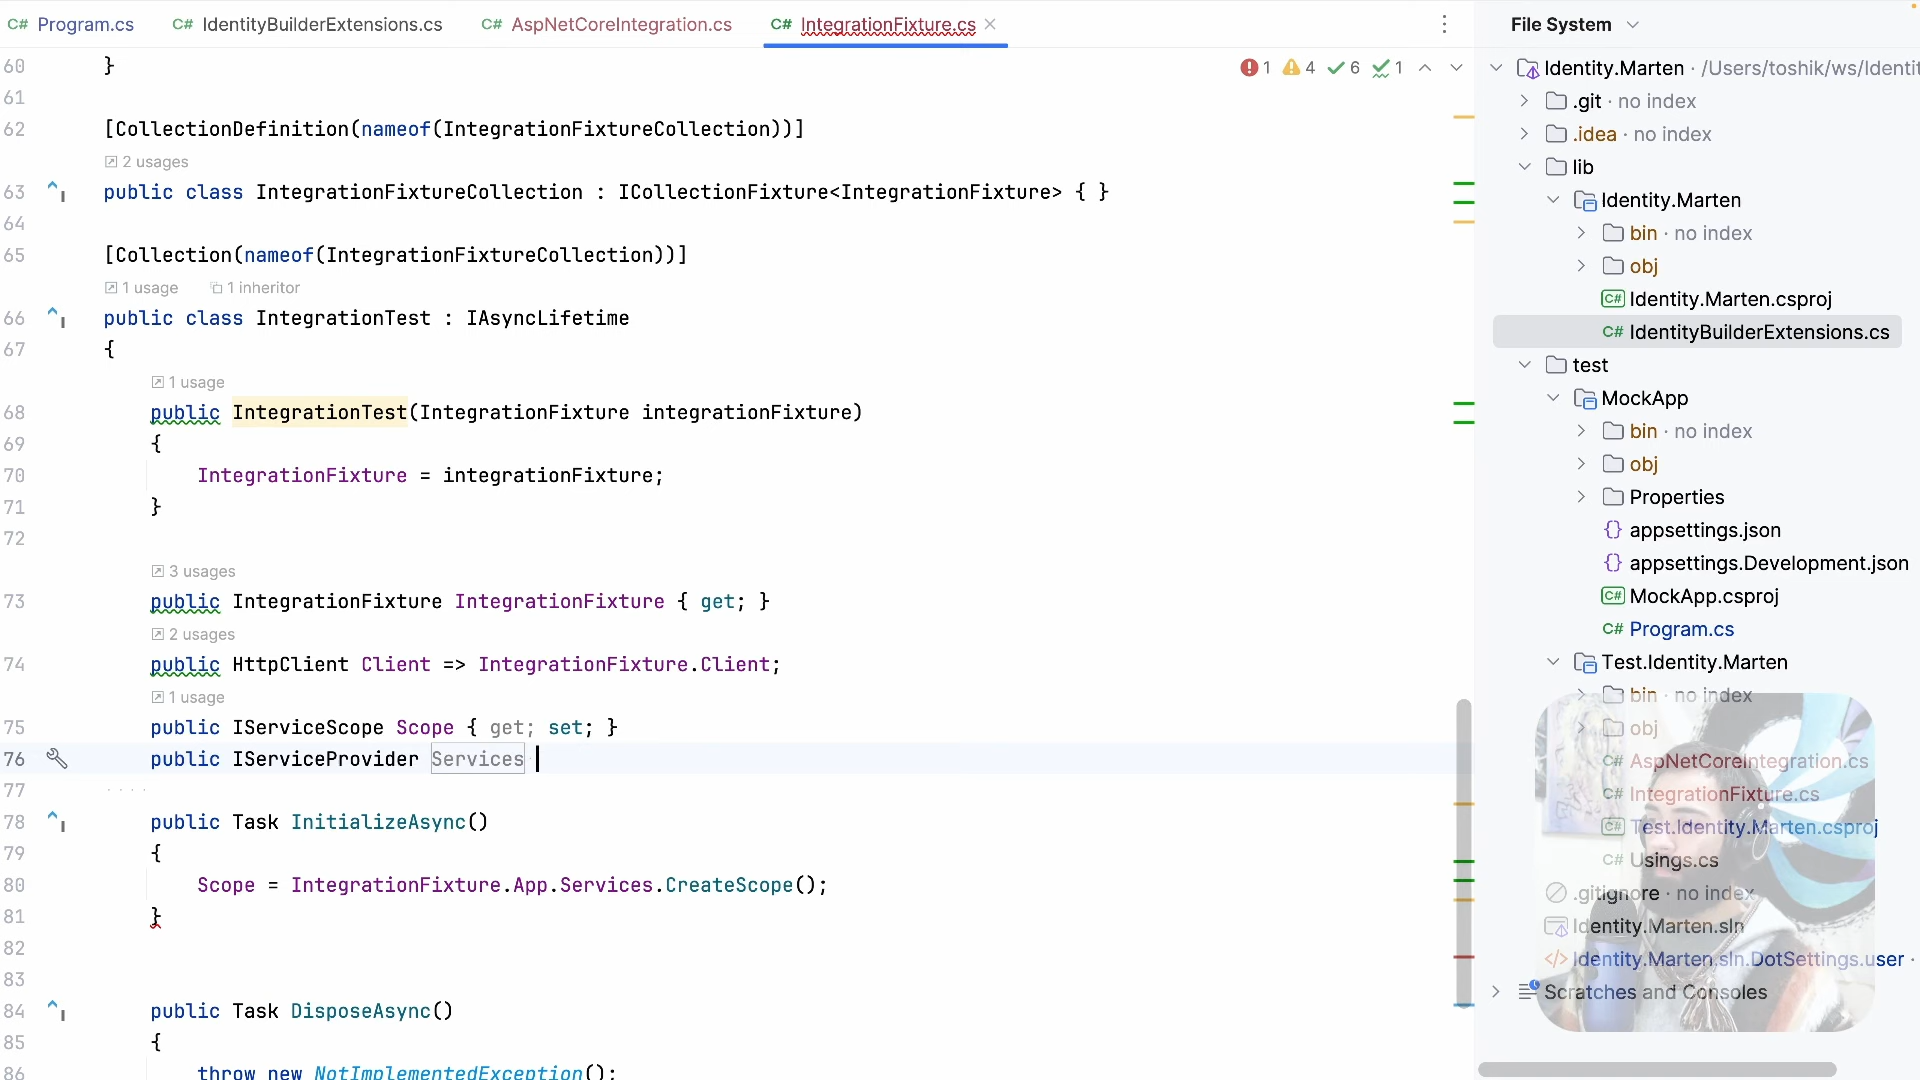 C# Program.cs
C# IdentityBuilderExtensions.cs
C# AspNetCoreIntegration.cs
C# IntegrationFixture.cs
1 4 6 1
60 }
61
62 [CollectionDefinition(nameof(IntegrationFixtureCollection))]
2 usages
63 public class IntegrationFixtureCollection : ICollectionFixture<IntegrationFixture> { }
64
65 [Collection(nameof(IntegrationFixtureCollection))]
1 usage 1 inheritor
66 public class IntegrationTest : IAsyncLifetime
67 {
1 usage
68 public IntegrationTest(IntegrationFixture integrationFixture)
69 {
70 IntegrationFixture = integrationFixture;
71 }
72
3 usages
73 public IntegrationFixture IntegrationFixture { get; }
2 usages
74 public HttpClient Client => IntegrationFixture.Client;
1 usage
75 public IServiceScope Scope { get; set; }
76 public IServiceProvider Services
77
78 public Task InitializeAsync()
79 {
80 Scope = IntegrationFixture.App.Services.CreateScope();
81 }
82
83
84 public Task DisposeAsync()
85 {
86 throw new NotImplementedException();
File System
Identity.Marten · /Users/toshik/ws/Identit
.git · no index
.idea · no index
lib
Identity.Marten
bin · no index
obj
C# Identity.Marten.csproj
C# IdentityBuilderExtensions.cs
test
MockApp
bin · no index
obj
Properties
{} appsettings.json
{} appsettings.Development.json
C# MockApp.csproj
C# Program.cs
Test.Identity.Marten
bin · no index
obj
C# AspNetCoreIntegration.cs
C# IntegrationFixture.cs
C# Test.Identity.Marten.csproj
C# Usings.cs
.gitignore · no index
Identity.Marten.sln
</> Identity.Marten.sln.DotSettings.user ·
Scratches and Consoles